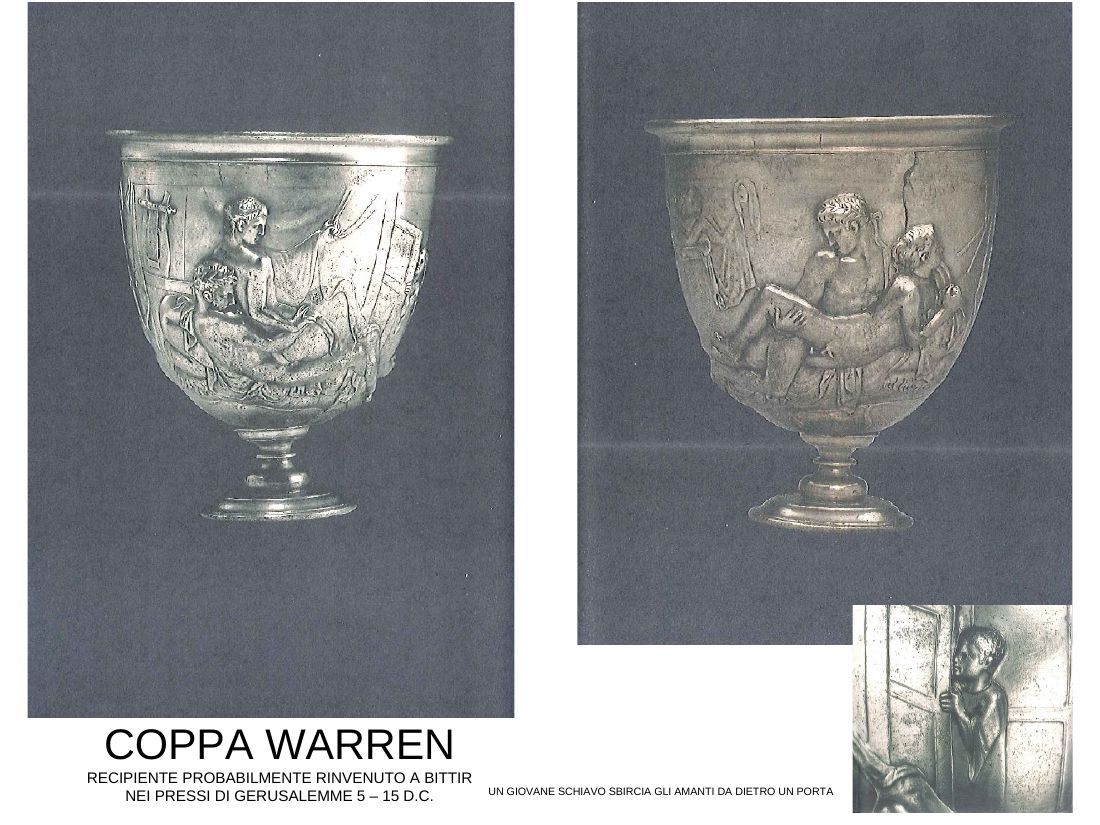 COPPA WARREN
RECIPIENTE PROBABILMENTE RINVENUTO A BITTIR
NEI PRESSI DI GERUSALEMME 5 – 15 D.C.
UN GIOVANE SCHIAVO SBIRCIA GLI AMANTI DA DIETRO UN PORTA